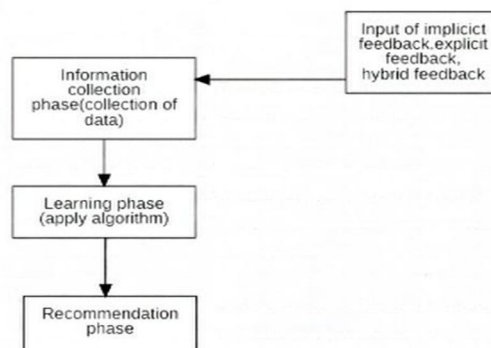 Input of implicict
feedback.explicit
feedback,
hybrid feedback
Information
collection
phase(collection of
data)
Learning phase
(apply algorithm)
Recommendation
phase